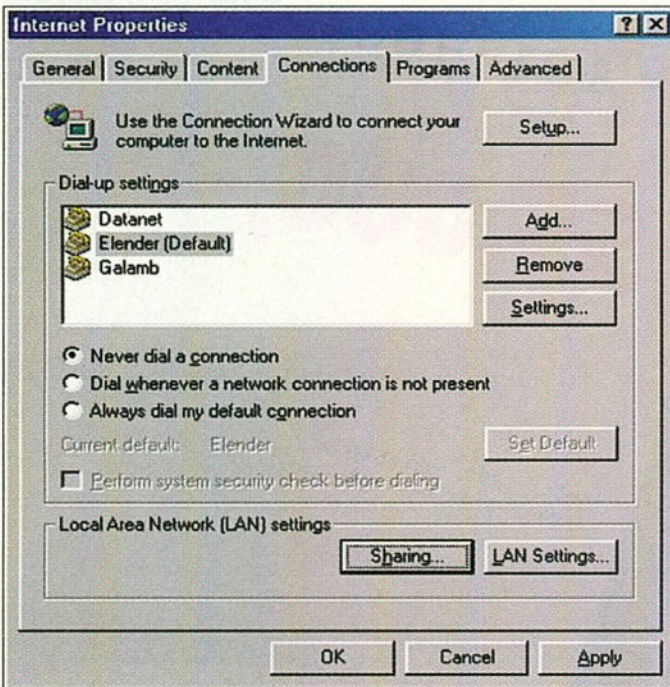 Internet Properties
General Security Content Connections Programs Advanced
Use the Connection Wizard to connect your
computer to the Internet.
Setup...
Dial-up settings
Datanet
Elender (Default)
Galamb
Add...
Remove
Settings...
Never dial a connection
Dial whenever a network connection is not present
Always dial my default connection
Current default: Elender
Set Default
Perform system security check before dialing
Local Area Network (LAN) settings
Sharing... LAN Settings...
OK Cancel Apply